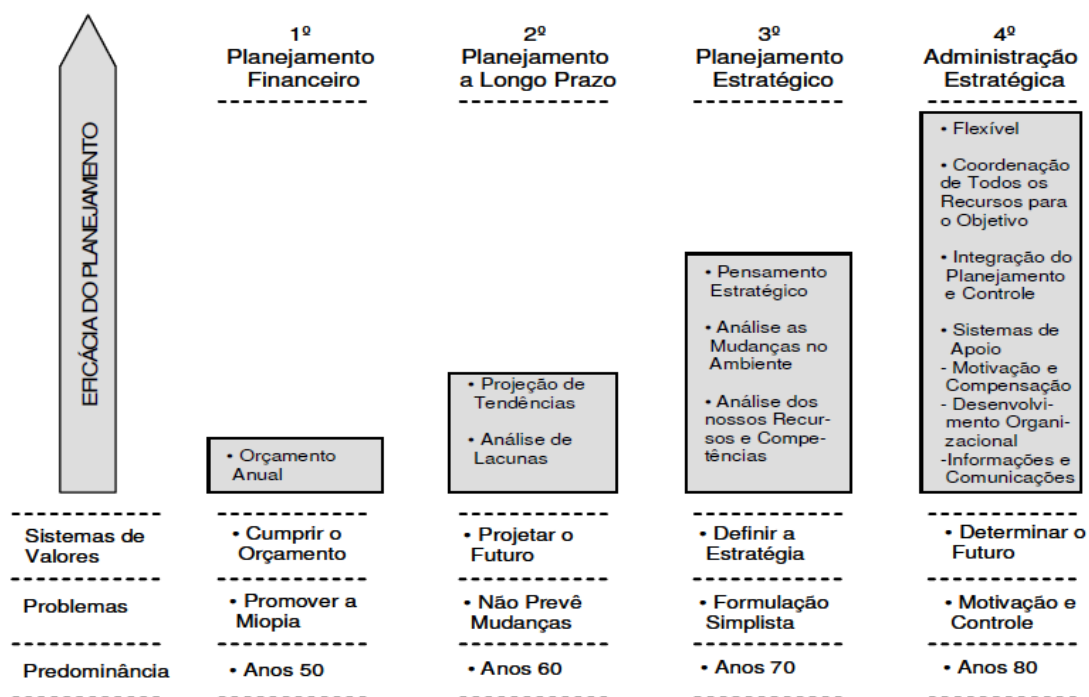 EFICÁCIA DO PLANEJAMENTO
1º
Planejamento
Financeiro
• Orçamento
Anual
2º
Planejamento
a Longo Prazo
• Projeção de
Tendências
• Análise de
Lacunas
3º
Planejamento
Estratégico
• Pensamento
Estratégico
• Análise as
Mudanças no
Ambiente
• Análise dos
nossos Recur-
sos e Compe-
tências
4º
Administração
Estratégica
• Flexível
• Coordenação
de Todos os
Recursos para
o Objetivo
• Integração do
Planejamento
e Controle
• Sistemas de
Apoio
- Motivação e
Compensação
- Desenvolvi-
mento Organi-
zacional
-Informações e
Comunicações
Sistemas de
Valores
• Cumprir o
Orçamento
• Projetar o
Futuro
• Definir a
Estratégia
• Determinar o
Futuro
Problemas
• Promover a
Miopia
• Não Prevê
Mudanças
• Formulação
Simplista
• Motivação e
Controle
Predominância
• Anos 50
• Anos 60
• Anos 70
• Anos 80